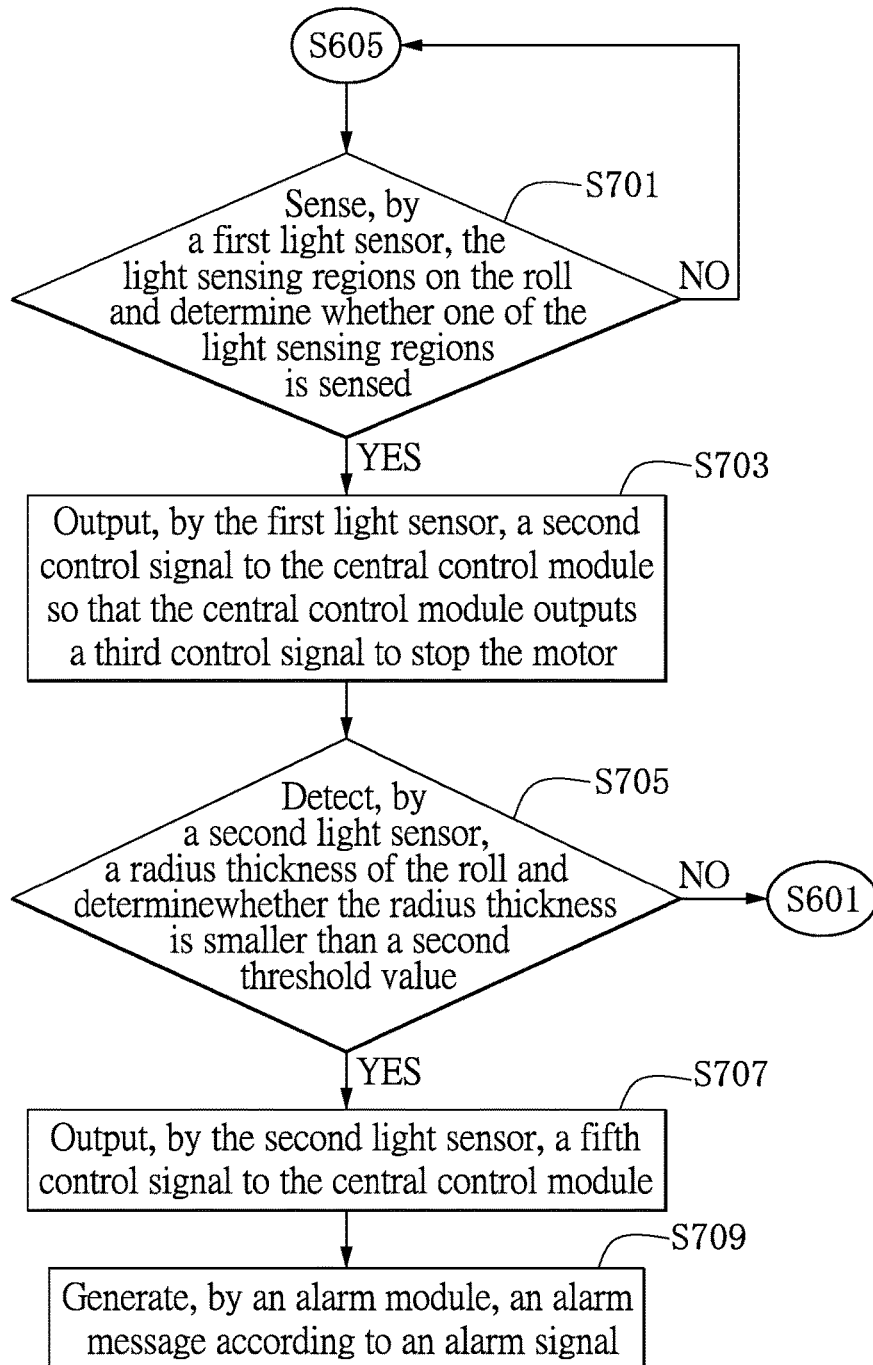 S605
S701
Sense, by
a first light sensor, the
light sensing regions on the roll
and determine whether one of the
light sensing regions
is sensed
NO
YES
S703
Output, by the first light sensor, a second
control signal to the central control module
so that the central control module outputs
a third control signal to stop the motor
S705
Detect, by
a second light sensor,
a radius thickness of the roll and
determinewhether the radius thickness
is smaller than a second
threshold value
NO
S601
YES
S707
Output, by the second light sensor, a fifth
control signal to the central control module
S709
Generate, by an alarm module, an alarm
message according to an alarm signal